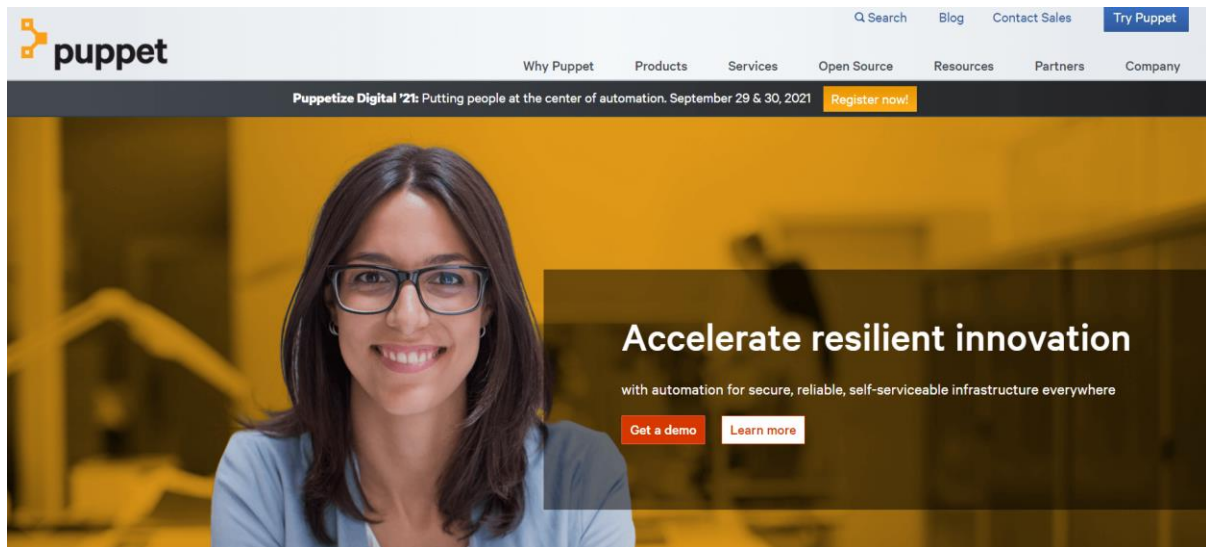 Search Blog Contact Sales Try Puppet
puppet
Why Puppet Products Services Open Source Resources Partners Company
Puppetize Digital '21: Putting people at the center of automation. September 29 & 30, 2021 Register now!
Accelerate resilient innovation
with automation for secure, reliable, self-serviceable infrastructure everywhere
Get a demo Learn more